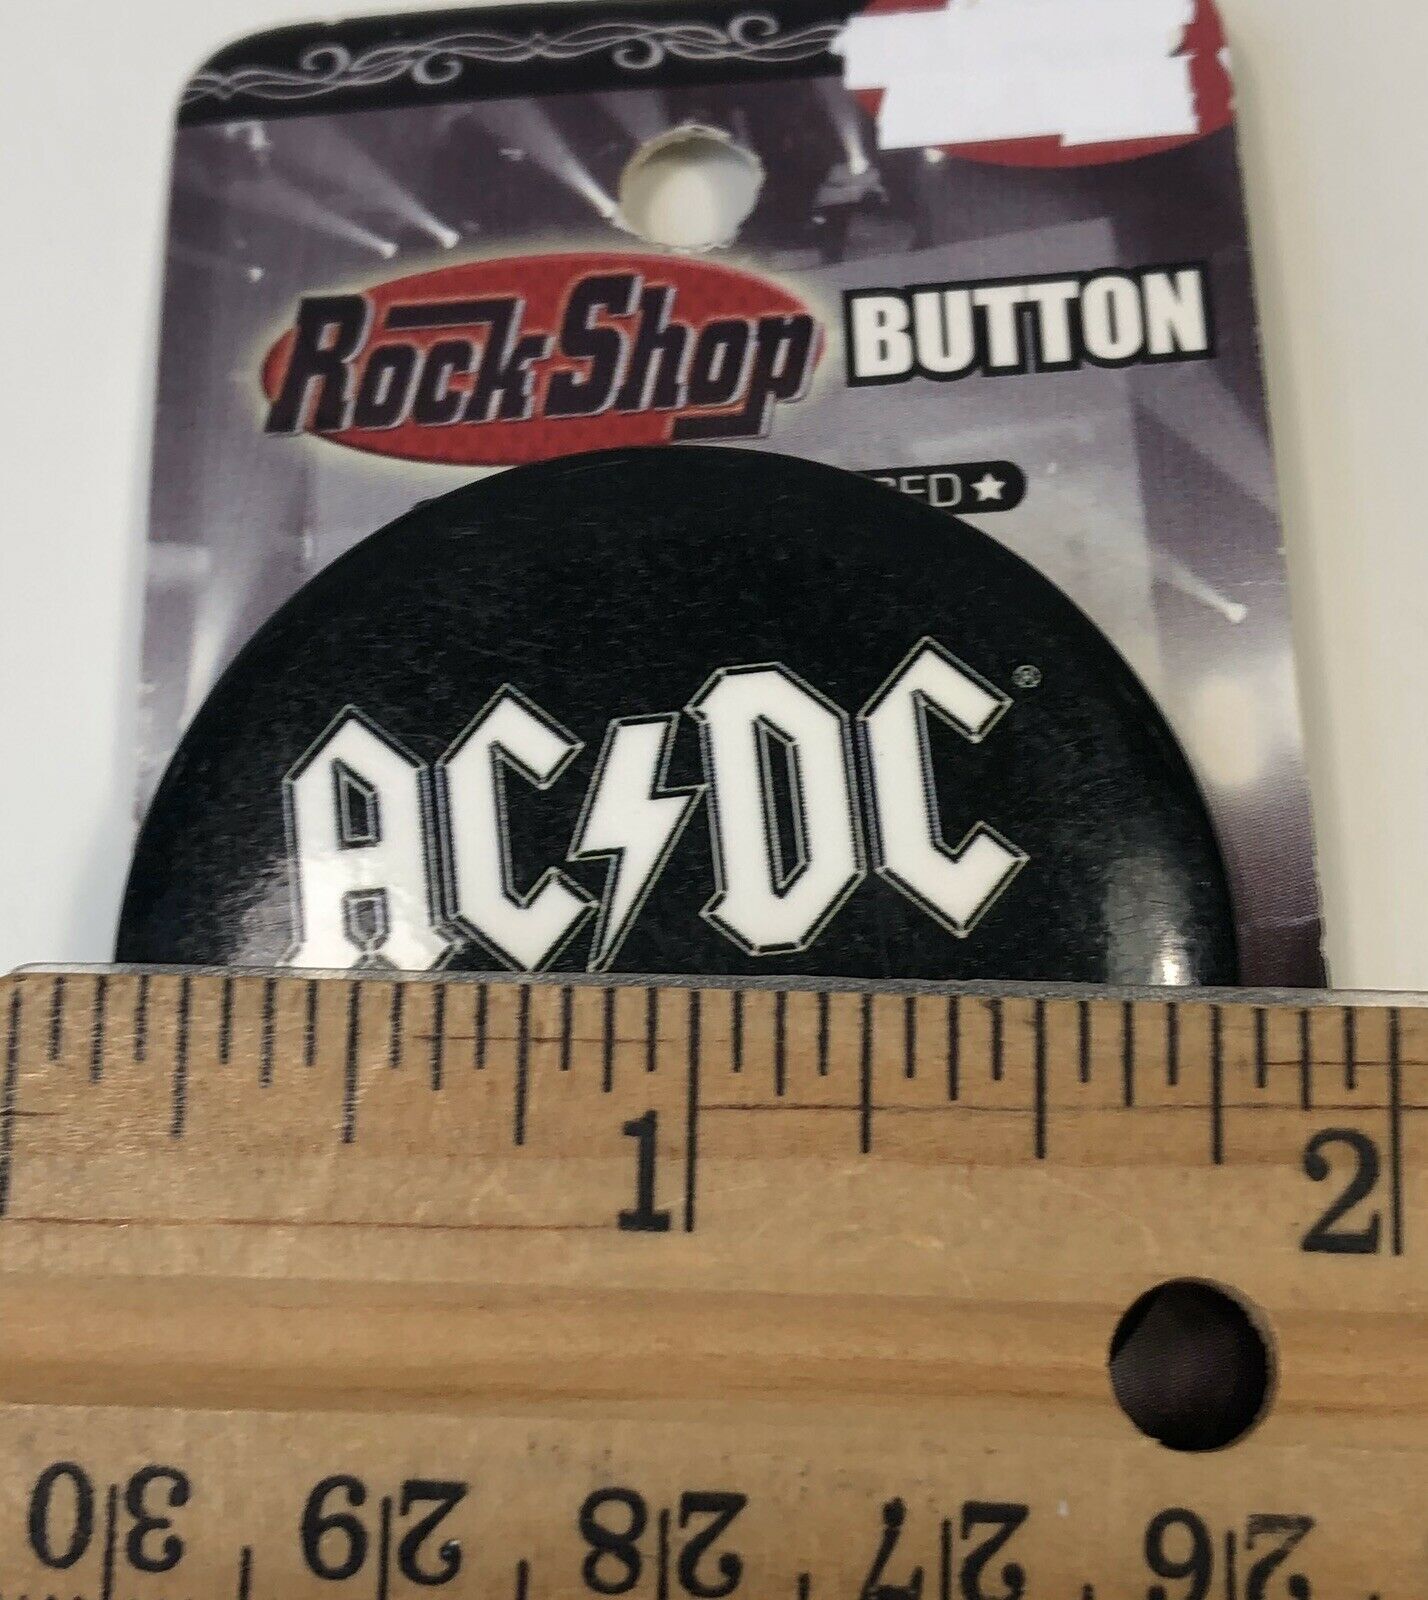 RockShop BUTTON
AC⚡DC ®
1 2
30 29 28 27 26